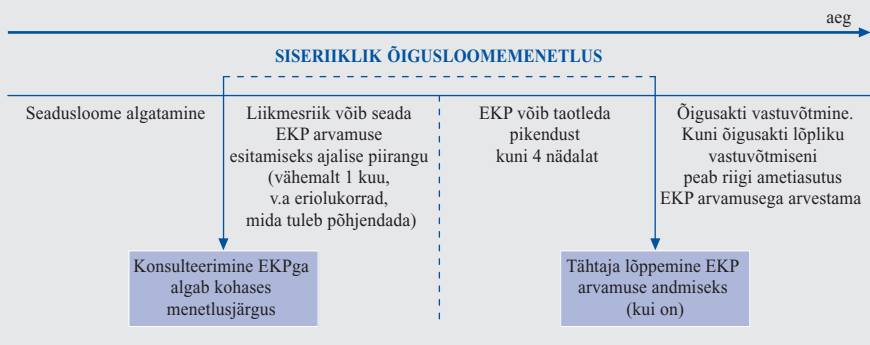 aeg
SISERIIKLIK ÕIGUSLOOMEMENETLUS
Seadusloome algatamine
Liikmesriik võib seada
EKP arvamuse
esitamiseks ajalise piirangu
(vähemalt 1 kuu,
v.a eriolukorrad,
mida tuleb põhjendada)
EKP võib taotleda
pikendust
kuni 4 nädalat
Õigusakti vastuvõtmine.
Kuni õigusakti lõpliku
vastuvõtmiseni
peab riigi ametiasutus
EKP arvamusega arvestama
Konsulteerimine EKPga
algab kohases
menetlusjärgus
Tähtaja lõppemine EKP
arvamuse andmiseks
(kui on)